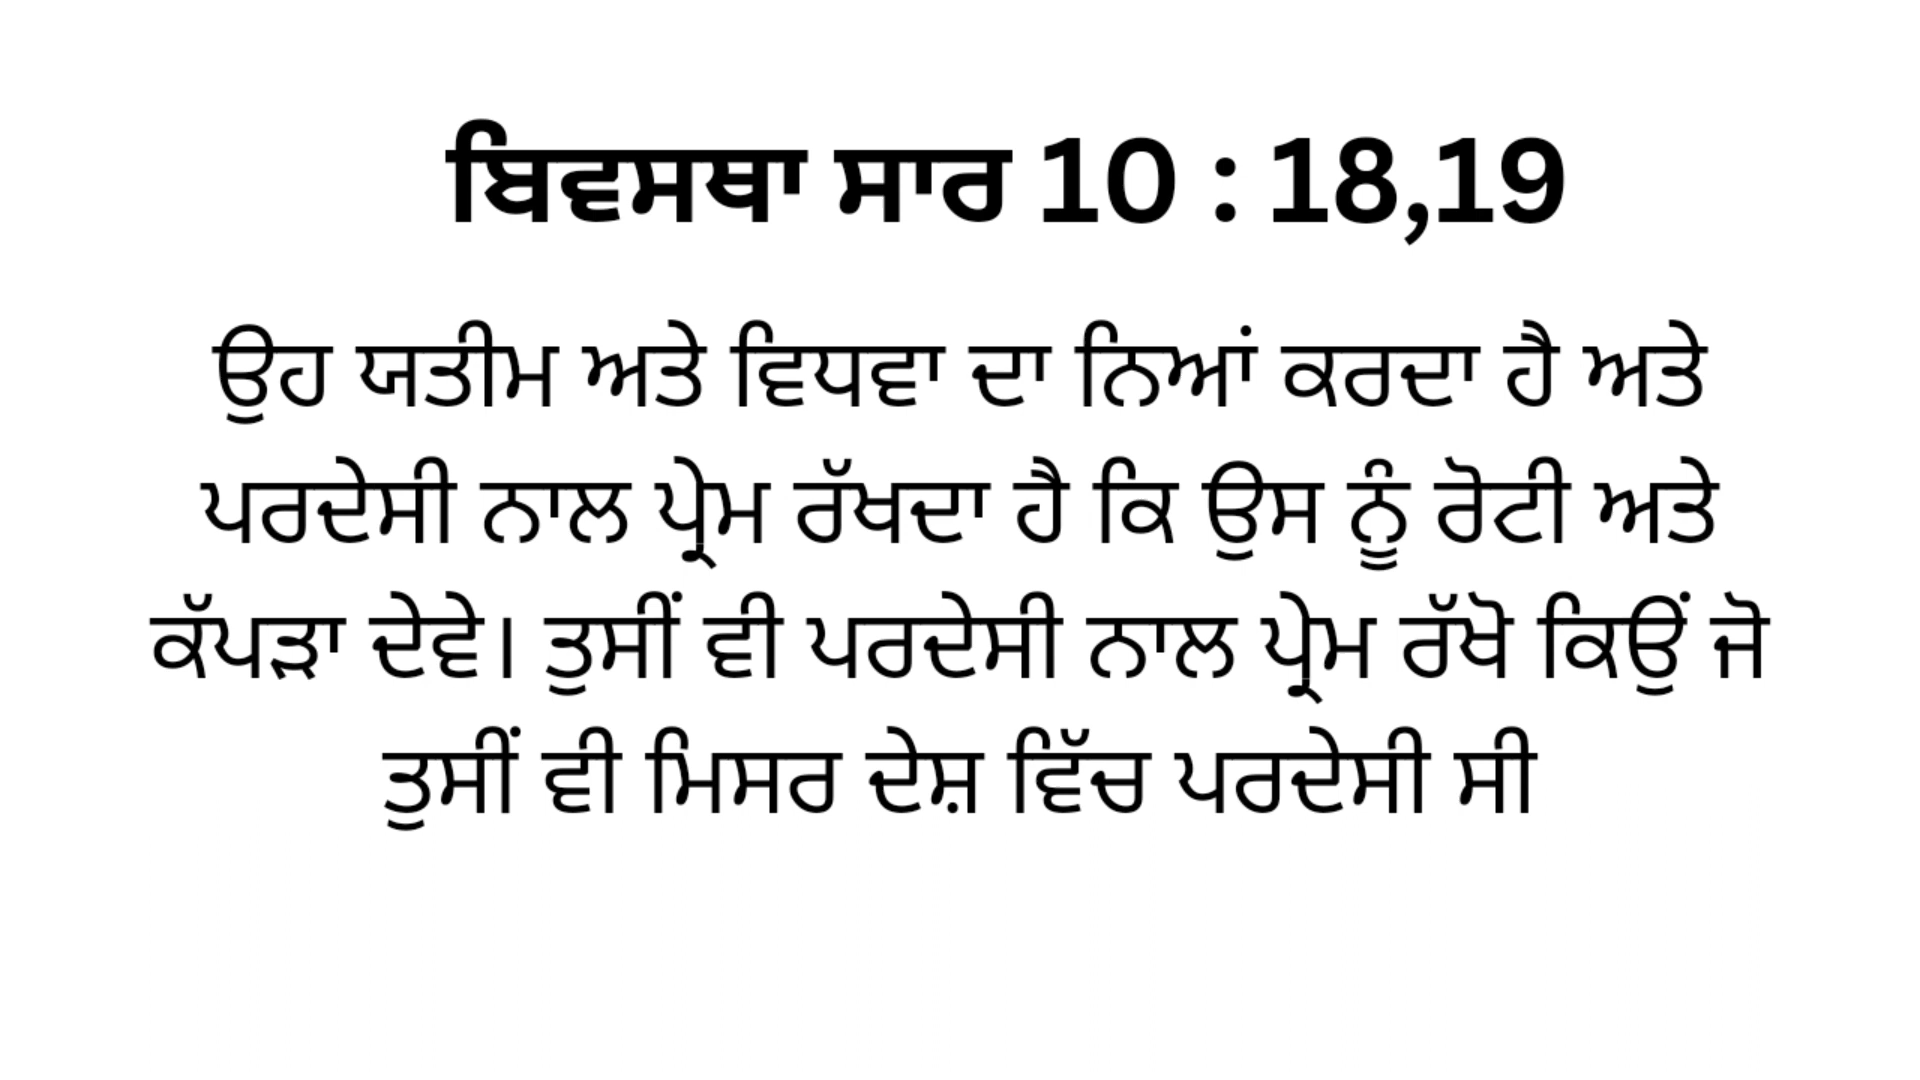 ਬਿਵਸਥਾ ਸਾਰ 10 : 18,19
ਉਹ ਯਤੀਮ ਅਤੇ ਵਿਧਵਾ ਦਾ ਨਿਆਂ ਕਰਦਾ ਹੈ ਅਤੇ
ਪਰਦੇਸੀ ਨਾਲ ਪ੍ਰੇਮ ਰੱਖਦਾ ਹੈ ਕਿ ਉਸ ਨੂੰ ਰੋਟੀ ਅਤੇ
ਕੱਪੜਾ ਦੇਵੇ। ਤੁਸੀਂ ਵੀ ਪਰਦੇਸੀ ਨਾਲ ਪ੍ਰੇਮ ਰੱਖੋ ਕਿਉਂ ਜੋ
ਤੁਸੀਂ ਵੀ ਮਿਸਰ ਦੇਸ਼ ਵਿੱਚ ਪਰਦੇਸੀ ਸੀ